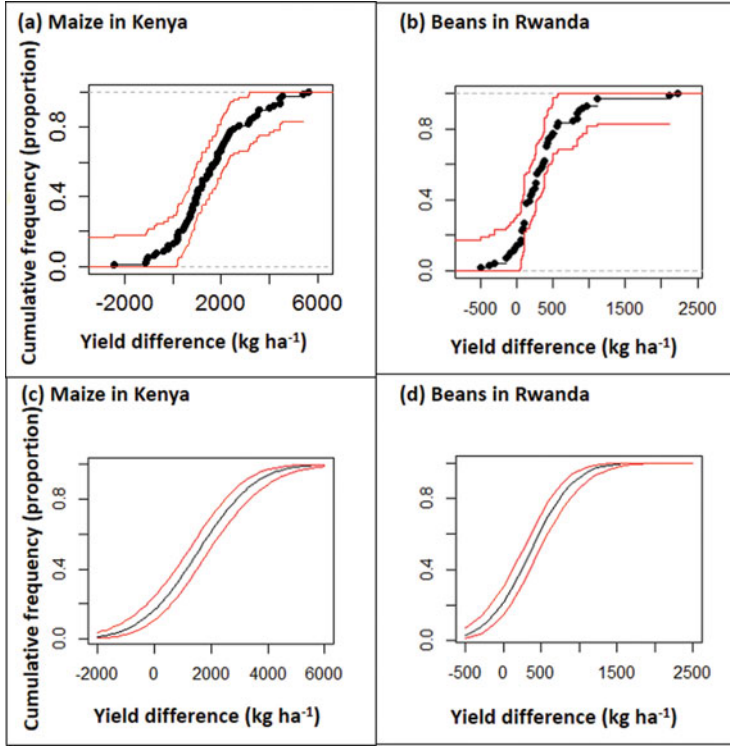 (a) Maize in Kenya
(b) Beans in Rwanda
Cumulative frequency (proportion)
0.8
0.4
0.0
-2000 2000 6000
Yield difference (kg ha⁻¹)
0.8
0.4
0.0
-500 0 500 1500 2500
Yield difference (kg ha⁻¹)
(c) Maize in Kenya
(d) Beans in Rwanda
Cumulative frequency (proportion)
0.8
0.4
0.0
-2000 0 2000 4000 6000
Yield difference (kg ha⁻¹)
0.8
0.4
0.0
-500 0 500 1500 2500
Yield difference (kg ha⁻¹)